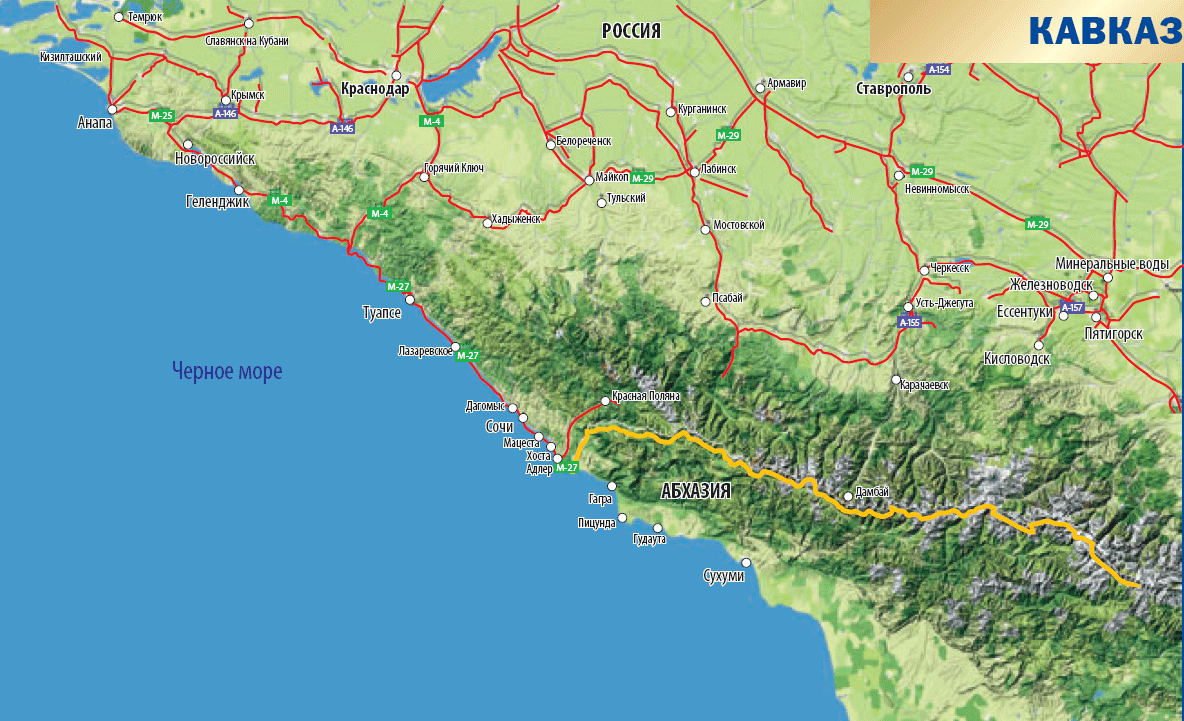 Темрюк
РОССИЯ
КАВКАЗ
Славянск на Кубани
Кизилташский
А-154
Краснодар
Армавир
Ставрополь
Крымск
Курганинск
Анапа
М-25
А-146
А-146
М-4
М-29
Белореченск
Новороссийск
Горячий Ключ
Майкоп
М-29
Лабинск
М-29
Невинномысск
Геленджик
М-4
М-4
Тульский
Хадыженск
Мостовской
М-29
Черкесск
Минеральные воды
М-27
Железноводск
Туапсе
Псабай
Усть-Джегута
Ессентуки
А-157
А-155
Пятигорск
Лазаревское
М-27
Кисловодск
Черное море
Карачаевск
Дагомыс
Красная Поляна
Сочи
Мацеста
Хоста
Адлер
М-27
Гагра
АБХАЗИЯ
Дамбай
Пицунда
Гудаута
Сухуми